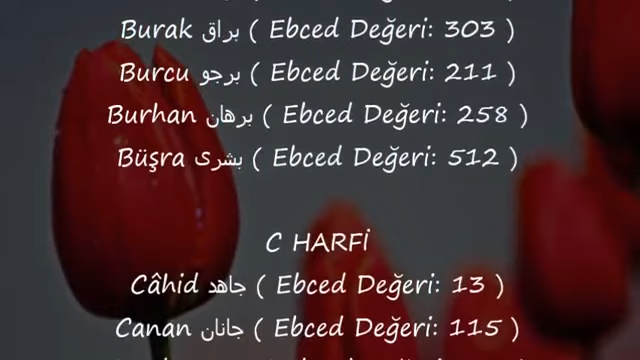 Burak براق ( Ebced Değeri: 303 )
Burcu برجو ( Ebced Değeri: 211 )
Burhan برهان ( Ebced Değeri: 258 )
Büşra بشرى ( Ebced Değeri: 512 )
C HARFİ
Câhid جاهد ( Ebced Değeri: 13 )
Canan جانان ( Ebced Değeri: 115 )